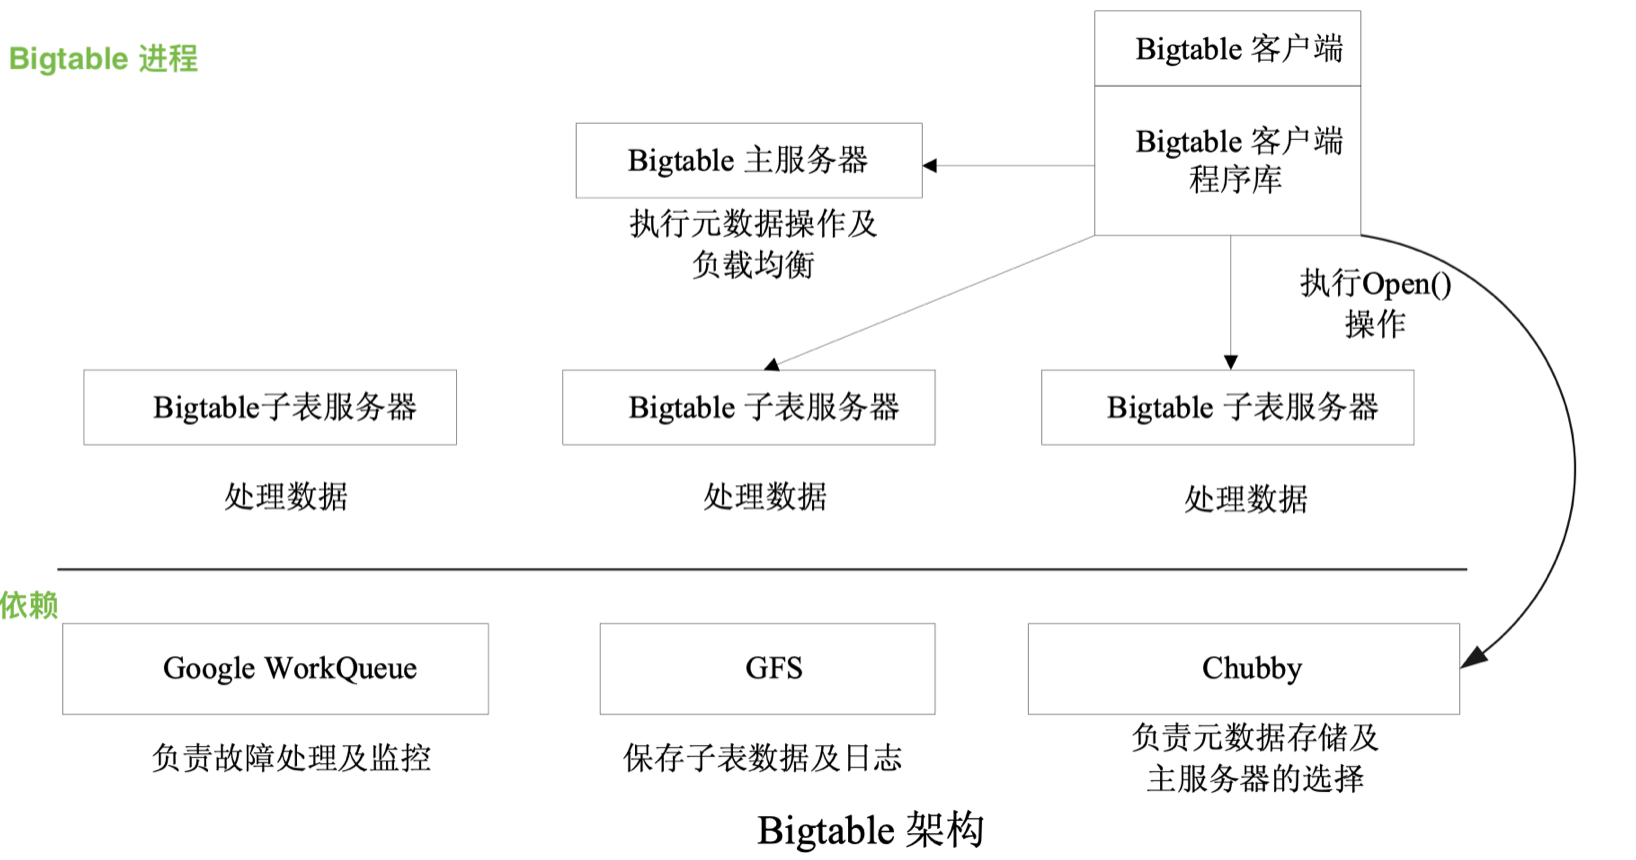 Bigtable 进程
Bigtable 客户端
Bigtable 客户端
程序库
Bigtable 主服务器
执行元数据操作及
负载均衡
执行Open()
操作
Bigtable子表服务器
Bigtable 子表服务器
Bigtable 子表服务器
处理数据
处理数据
处理数据
依赖
Google WorkQueue
GFS
Chubby
负责故障处理及监控
保存子表数据及日志
负责元数据存储及
主服务器的选择
Bigtable 架构